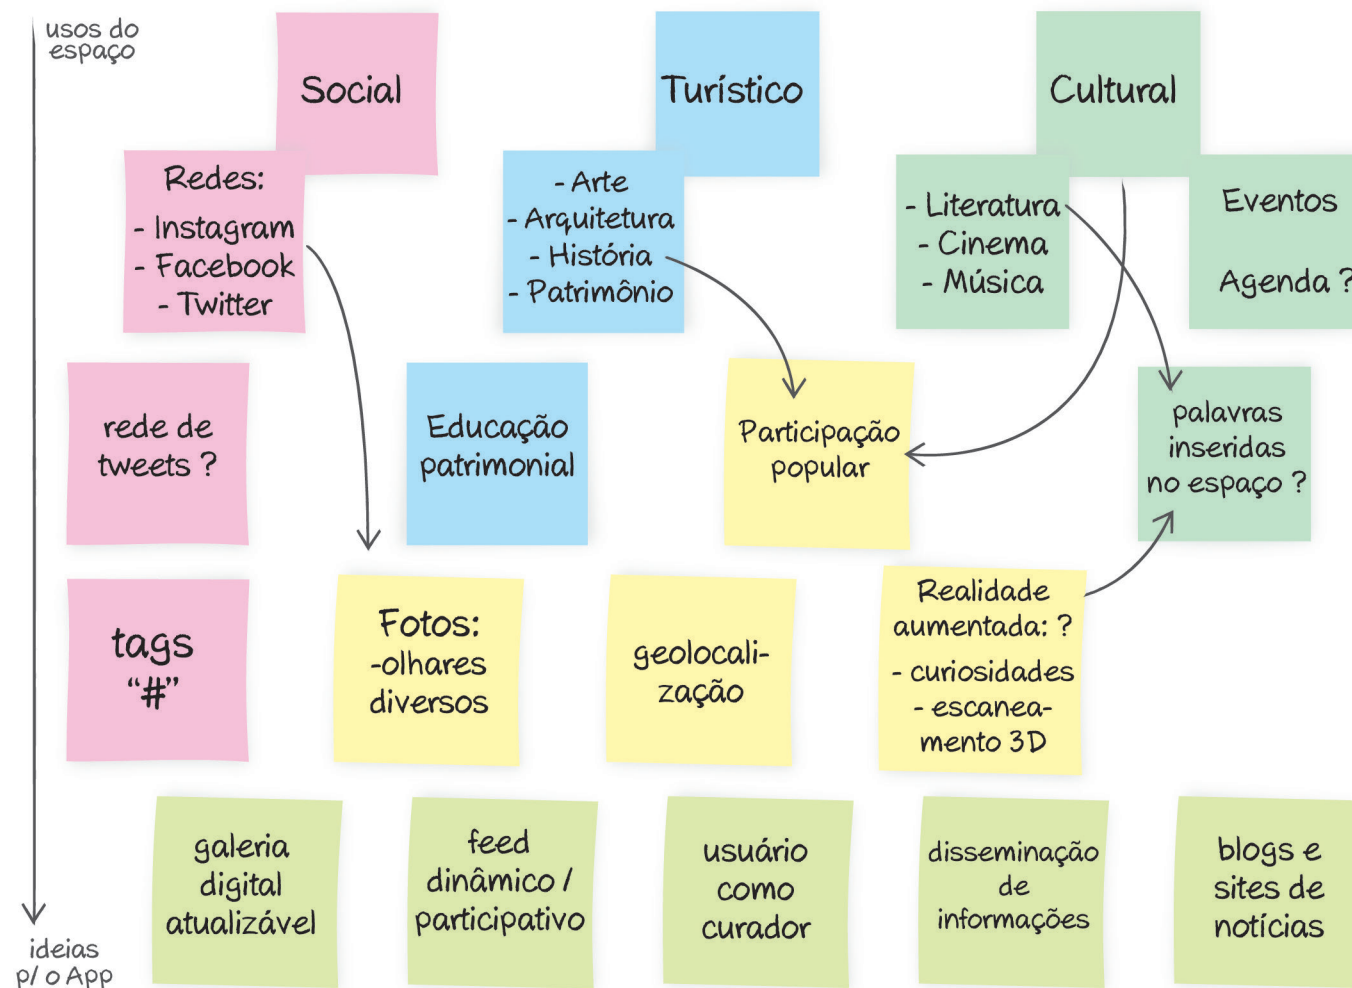 usos do
espaço
Social
Turístico
Cultural
Redes:
- Instagram
- Facebook
- Twitter
- Arte
- Arquitetura
- História
- Patrimônio
- Literatura
- Cinema
- Música
Eventos
Agenda ?
rede de
tweets ?
Educação
patrimonial
Participação
popular
palavras
inseridas
no espaço ?
tags
“#”
Fotos:
-olhares
diversos
geolocali-
zação
Realidade
aumentada: ?
- curiosidades
- escanea-
mento 3D
galeria
digital
atualizável
feed
dinâmico /
participativo
usuário
como
curador
disseminação
de
informações
blogs e
sites de
notícias
ideias
p/ o App